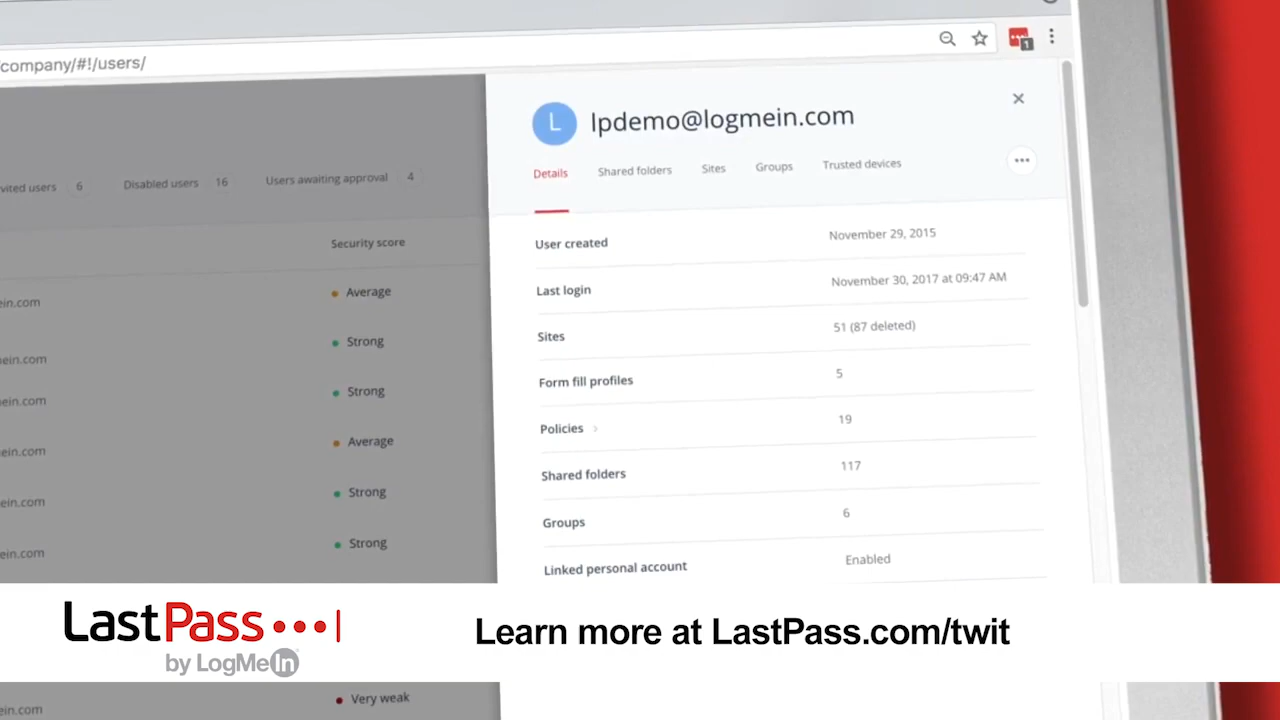 company/#!/users/
1
L
lpdemo@logmein.com
Details Shared folders Sites Groups Trusted devices
vited users 6 Disabled users 16 Users awaiting approval 4
Security score
User created November 29, 2015
Last login November 30, 2017 at 09:47 AM
Sites 51 (87 deleted)
Form fill profiles 5
Policies 19
Shared folders 117
Groups 6
Linked personal account Enabled
ein.com Average
ein.com Strong
ein.com Strong
ein.com Average
ein.com Strong
ein.com Strong
LastPass
by LogMeIn
Learn more at LastPass.com/twit
ein.com Very weak